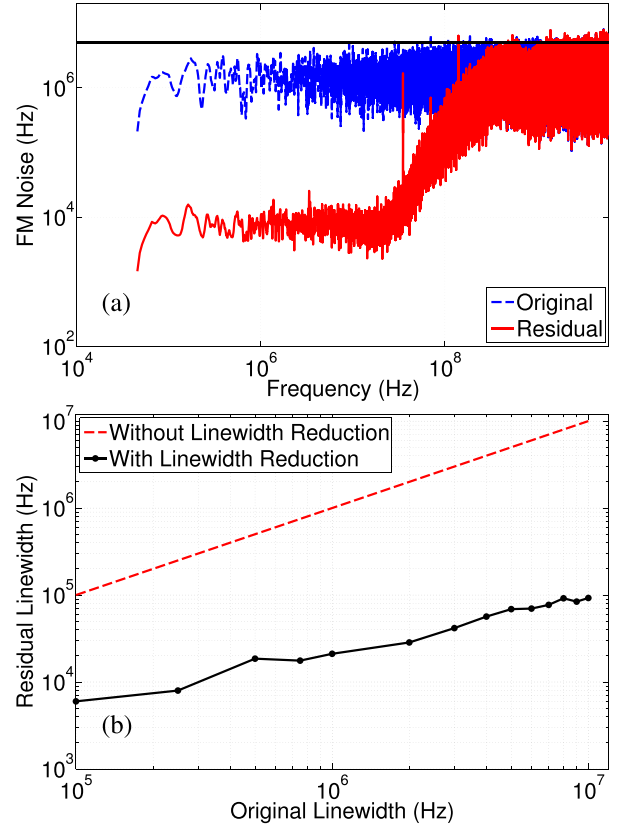 FM Noise (Hz)
10^6
10^4
10^2
(a)
Original
Residual
10^4
10^6
10^8
Frequency (Hz)
Residual Linewidth (Hz)
10^7
10^6
10^5
10^4
10^3
Without Linewidth Reduction
With Linewidth Reduction
(b)
10^5
10^6
10^7
Original Linewidth (Hz)